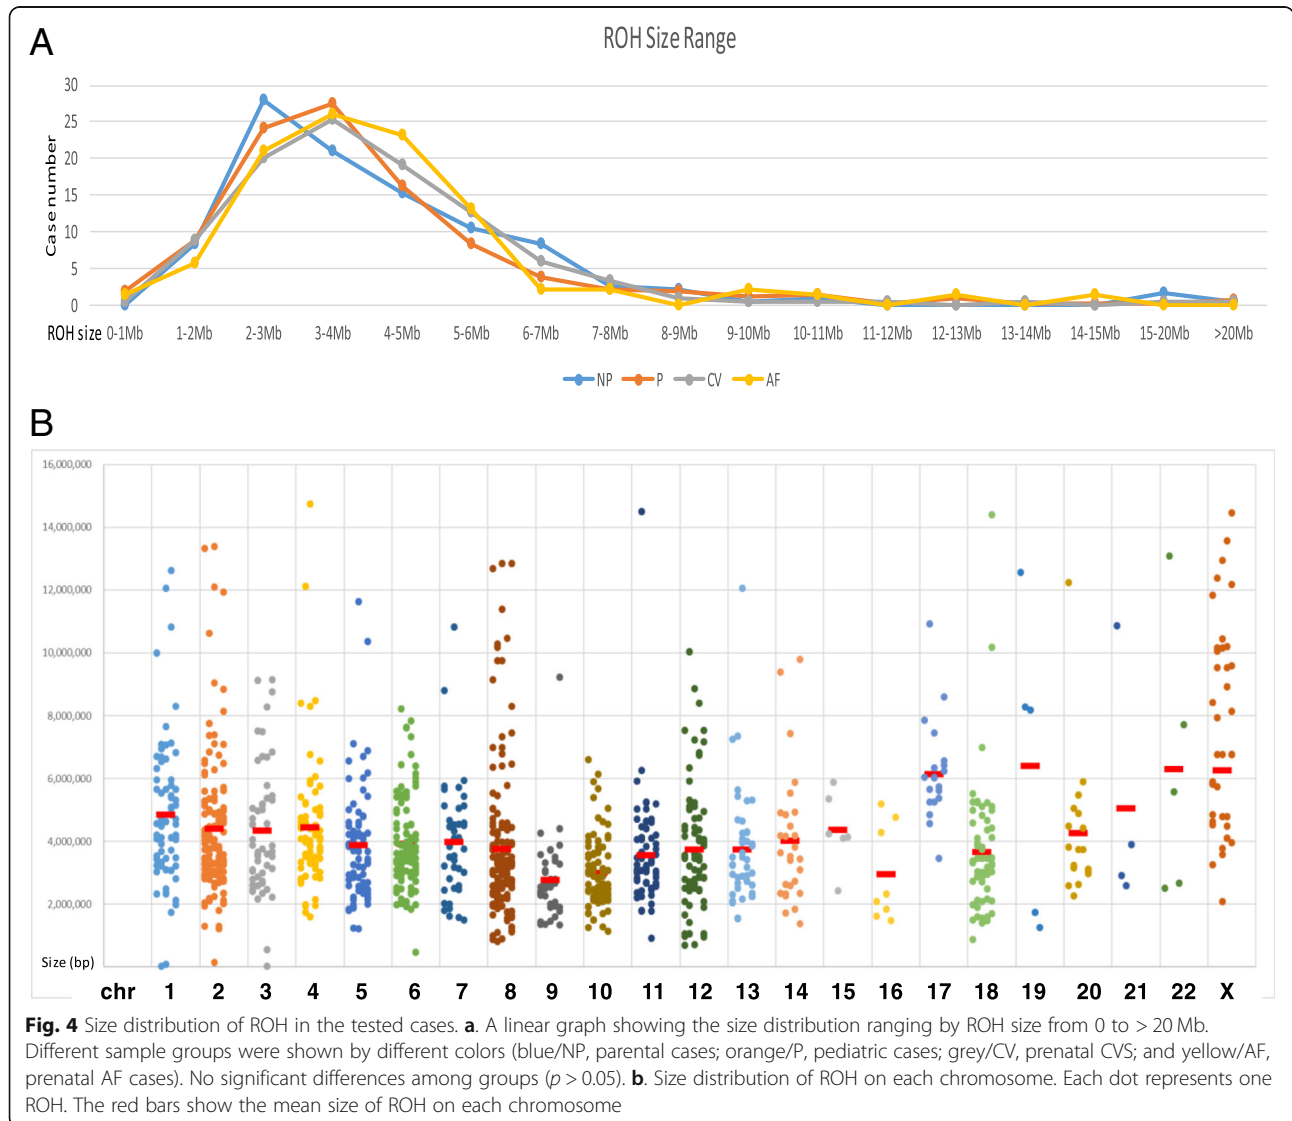 A
ROH Size Range
Case number
30
25
20
15
10
5
0
ROH size 0-1Mb 1-2Mb 2-3Mb 3-4Mb 4-5Mb 5-6Mb 6-7Mb 7-8Mb 8-9Mb 9-10Mb 10-11Mb 11-12Mb 12-13Mb 13-14Mb 14-15Mb 15-20Mb >20Mb
NP P CV AF
B
16,000,000
14,000,000
12,000,000
10,000,000
8,000,000
6,000,000
4,000,000
2,000,000
Size (bp)
chr 1 2 3 4 5 6 7 8 9 10 11 12 13 14 15 16 17 18 19 20 21 22 X
Fig. 4 Size distribution of ROH in the tested cases. a. A linear graph showing the size distribution ranging by ROH size from 0 to > 20 Mb.
Different sample groups were shown by different colors (blue/NP, parental cases; orange/P, pediatric cases; grey/CV, prenatal CVS; and yellow/AF,
prenatal AF cases). No significant differences among groups (p > 0.05). b. Size distribution of ROH on each chromosome. Each dot represents one
ROH. The red bars show the mean size of ROH on each chromosome